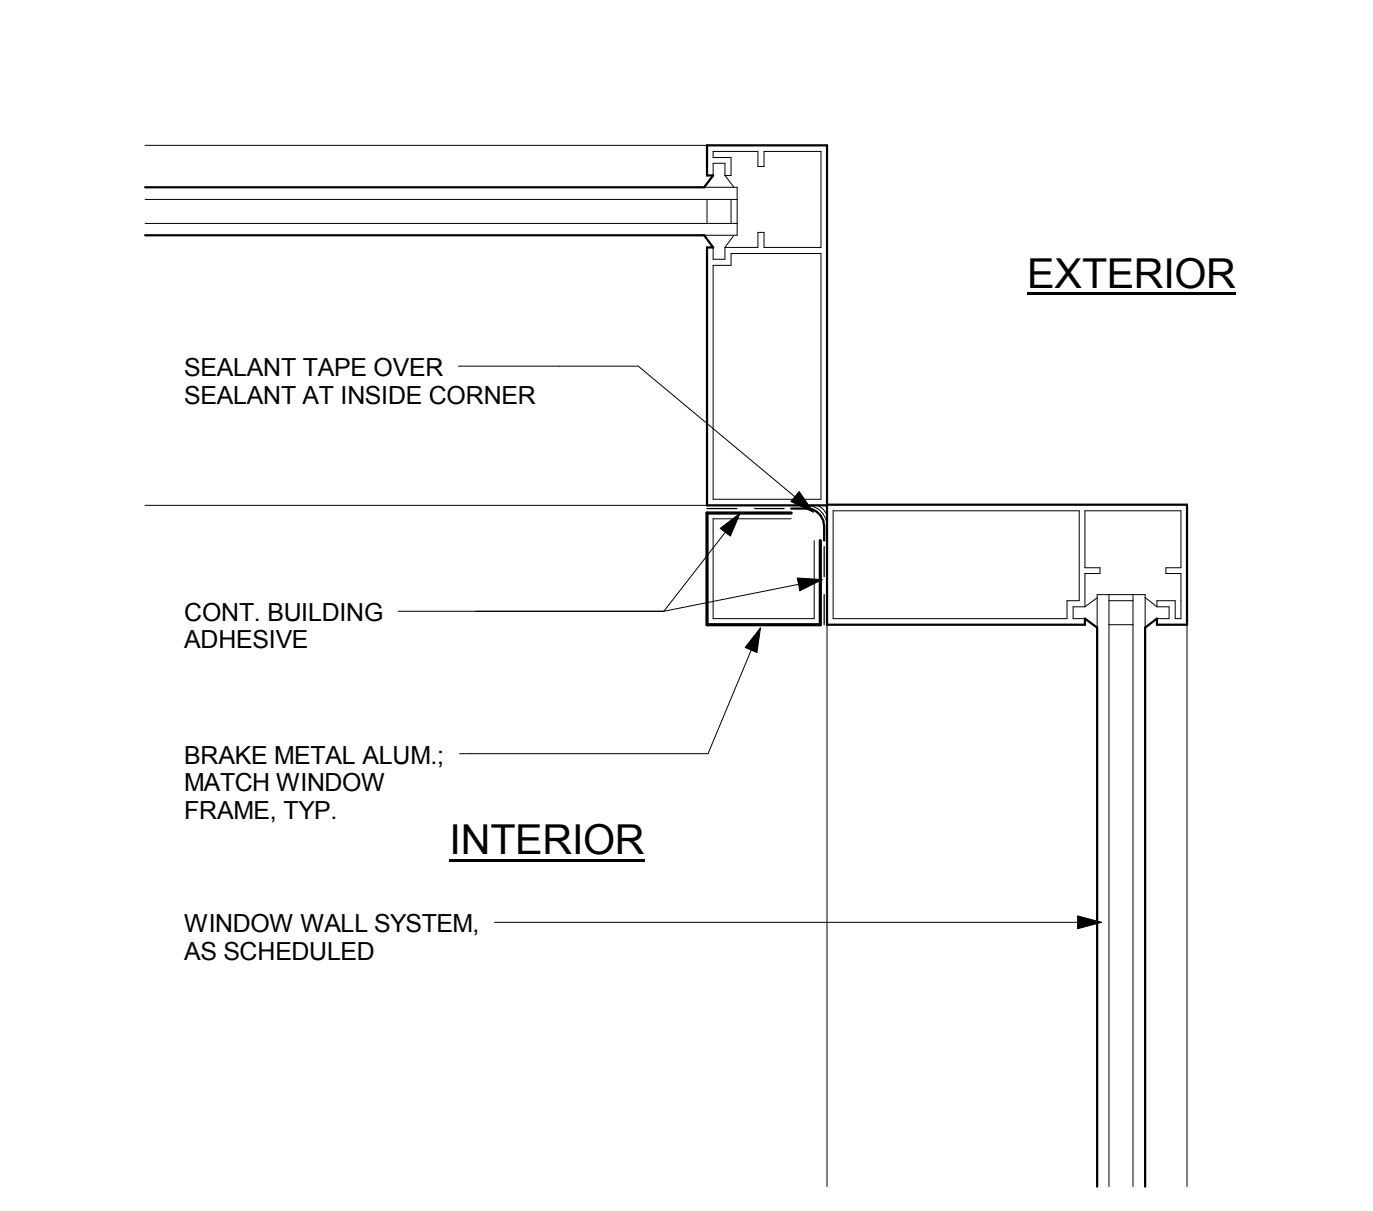 EXTERIOR
SEALANT TAPE OVER
SEALANT AT INSIDE CORNER
CONT. BUILDING
ADHESIVE
BRAKE METAL ALUM.;
MATCH WINDOW
FRAME, TYP.
INTERIOR
WINDOW WALL SYSTEM,
AS SCHEDULED